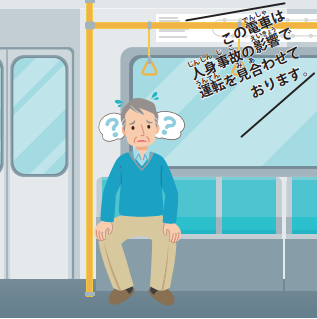 この電車は
人身事故の影響で
運転を見合わせて
おります。